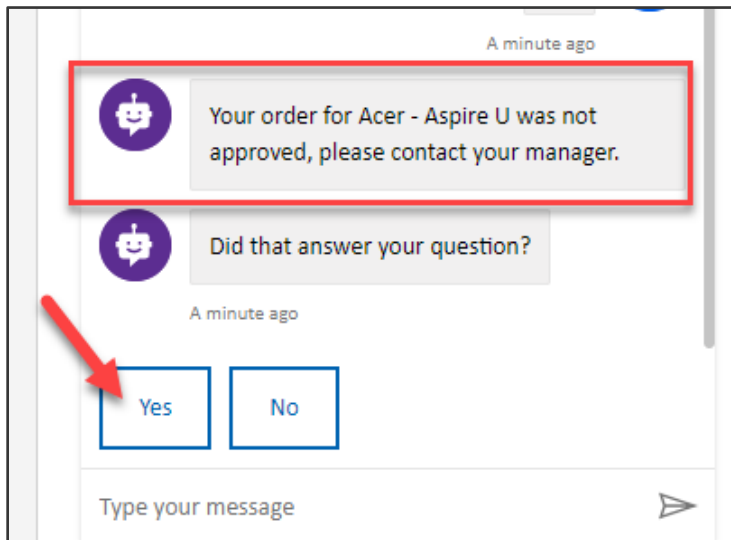 A minute ago
Your order for Acer - Aspire U was not
approved, please contact your manager.
Did that answer your question?
A minute ago
Yes
No
Type your message